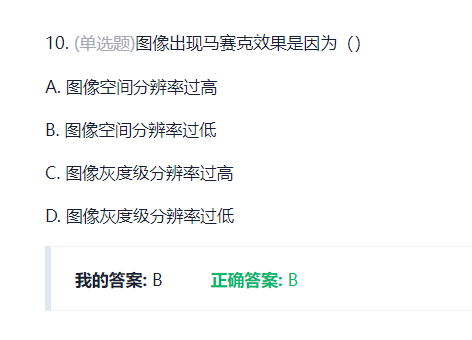 10. (单选题)图像出现马赛克效果是因为（）
A. 图像空间分辨率过高
B. 图像空间分辨率过低
C. 图像灰度级分辨率过高
D. 图像灰度级分辨率过低
我的答案: B 正确答案: B